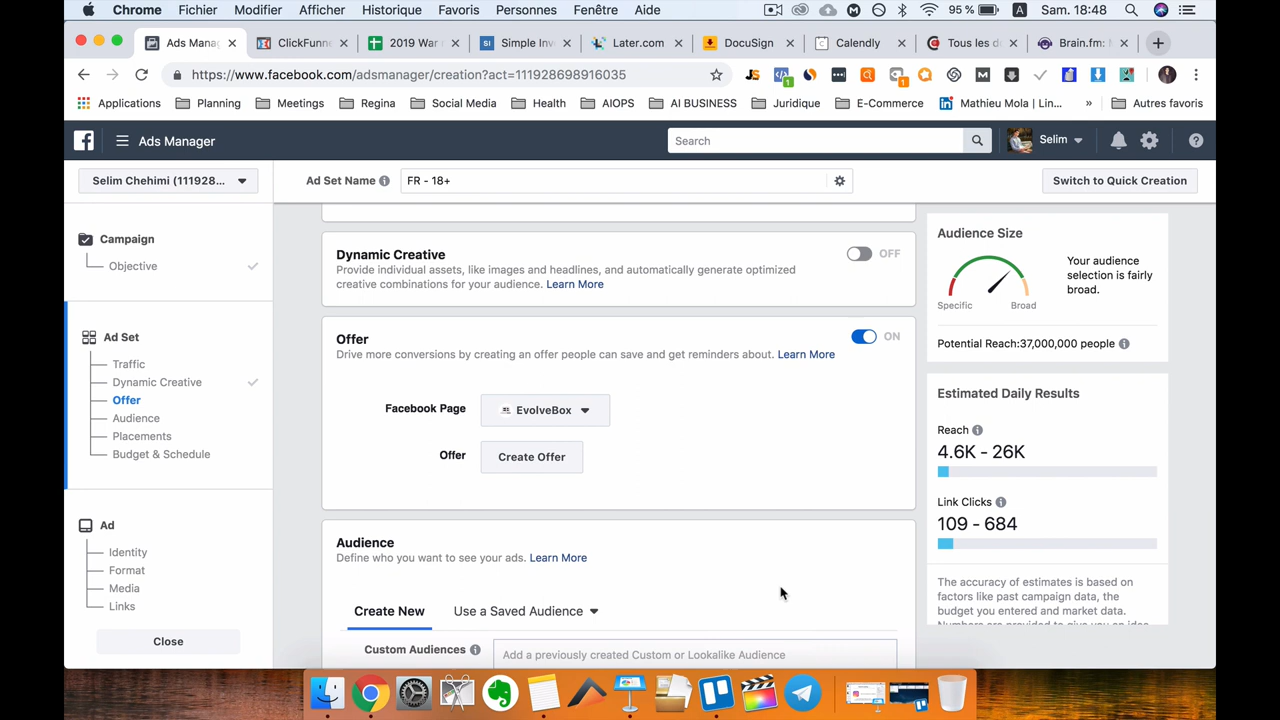 Chrome Fichier Modifier Afficher Historique Favoris Personnes Fenêtre Aide 95 % A Sam. 18:48
Ads Mana ClickFunne 2019 War Simple Inv Later.com DocuSign Calendly Tous les d Brain.fm: M
https://www.facebook.com/adsmanager/creation?act=111928698916035
Applications Planning Meetings Regina Social Media Health AIOPS AI BUSINESS Juridique E-Commerce Mathieu Mola | Lin... » Autres favoris
Ads Manager Search Selim
Selim Chehimi (111928... Ad Set Name FR - 18+ Switch to Quick Creation
Campaign
Objective
Ad Set
Traffic
Dynamic Creative
Offer
Audience
Placements
Budget & Schedule
Ad
Identity
Format
Media
Links
Close
Dynamic Creative OFF
Provide individual assets, like images and headlines, and automatically generate optimized
creative combinations for your audience. Learn More
Offer ON
Drive more conversions by creating an offer people can save and get reminders about. Learn More
Facebook Page EvolveBox
Offer Create Offer
Audience
Define who you want to see your ads. Learn More
Create New Use a Saved Audience
Custom Audiences Add a previously created Custom or Lookalike Audience
Audience Size
Your audience
selection is fairly
broad.
Specific Broad
Potential Reach:37,000,000 people
Estimated Daily Results
Reach
4.6K - 26K
Link Clicks
109 - 684
The accuracy of estimates is based on
factors like past campaign data, the
budget you entered and market data.
Numbers are provided to give you an idea